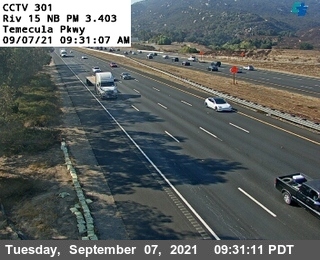 CCTV 301
Riv 15 NB PM 3.403
Temecula Pkwy
09/07/21 09:31:07 AM
Tuesday, September 07, 2021 09:31:11 PDT